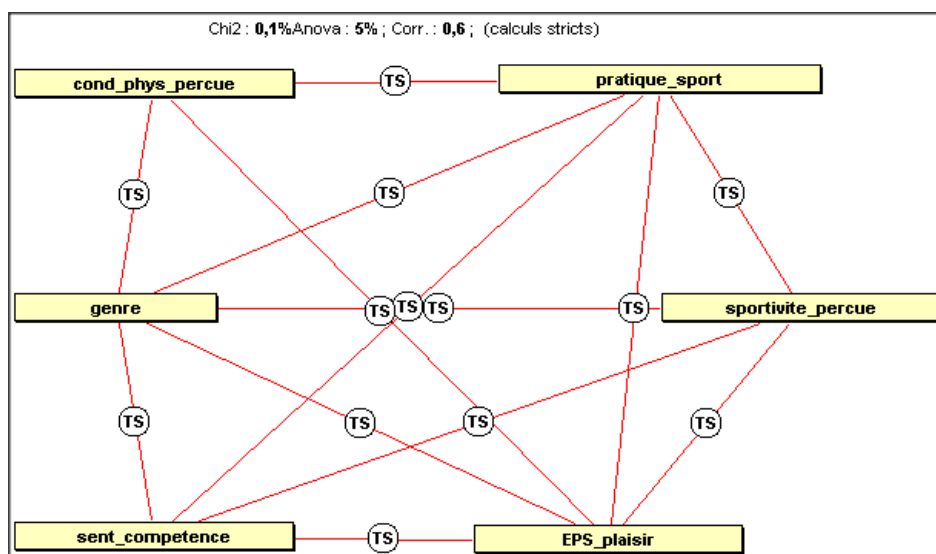 Chi2 : 0,1%Anova : 5% ; Corr. : 0,6 ; (calculs stricts)
cond_phys_percue TS pratique_sport
TS TS TS
genre TS TS TS TS sportivite_percue
TS TS TS TS
sent_competence TS EPS_plaisir